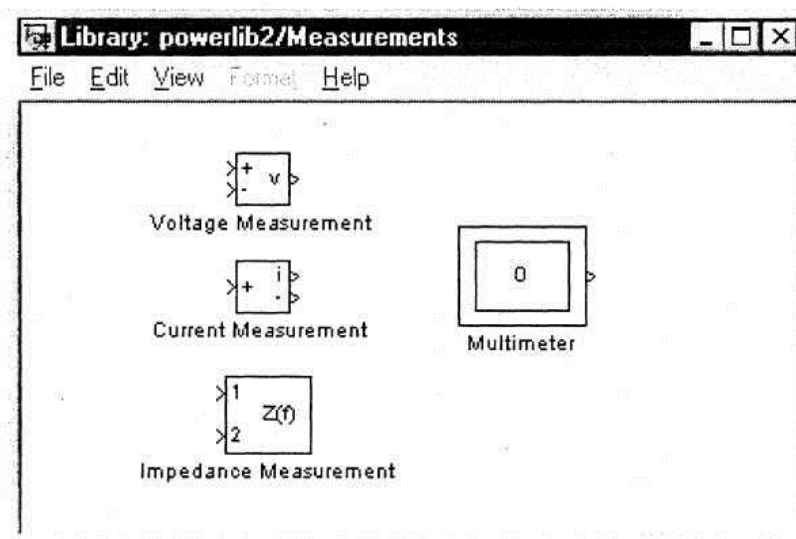 Library: powerlib2/Measurements
File Edit View Format Help
+
-
v
Voltage Measurement
+
i
-
Current Measurement
1
2
Z(f)
Impedance Measurement
0
Multimeter